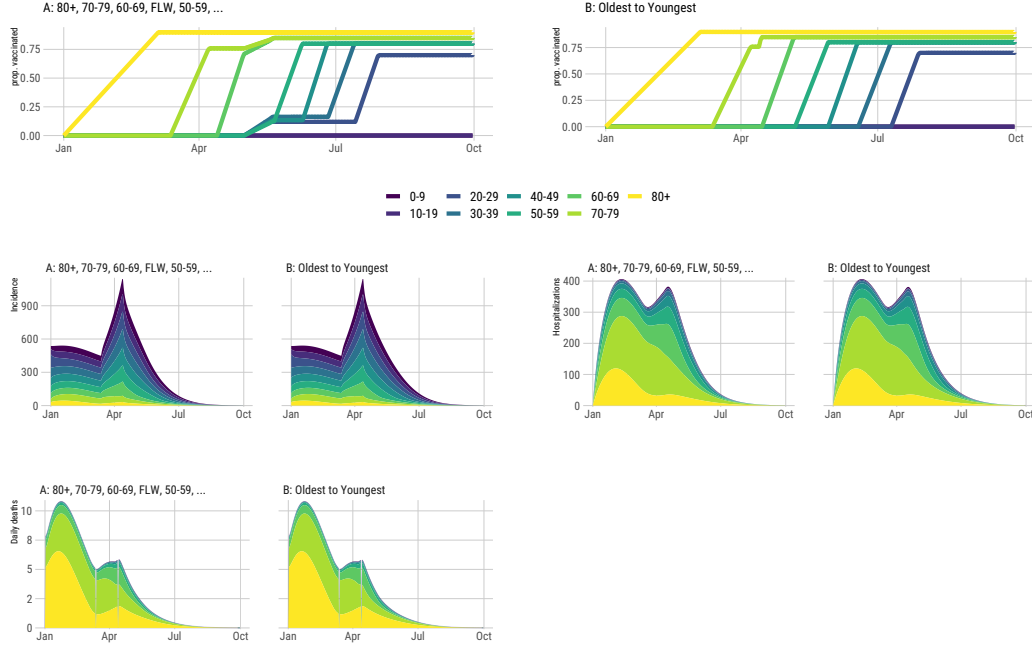 A: 80+, 70-79, 60-69, FLW, 50-59, ...
B: Oldest to Youngest
prop. vaccinated
0.75
0.50
0.25
0.00
Jan Apr Jul Oct
prop. vaccinated
0.75
0.50
0.25
0.00
Jan Apr Jul Oct
0-9 20-29 40-49 60-69 80+
10-19 30-39 50-59 70-79
A: 80+, 70-79, 60-69, FLW, 50-59, ...
B: Oldest to Youngest
Incidence
900
600
300
0
Jan Apr Jul Oct
Jan Apr Jul Oct
A: 80+, 70-79, 60-69, FLW, 50-59, ...
B: Oldest to Youngest
Hospitalizations
400
300
200
100
0
Jan Apr Jul Oct
Jan Apr Jul Oct
A: 80+, 70-79, 60-69, FLW, 50-59, ...
B: Oldest to Youngest
Daily deaths
10
8
5
2
0
Jan Apr Jul Oct
Jan Apr Jul Oct